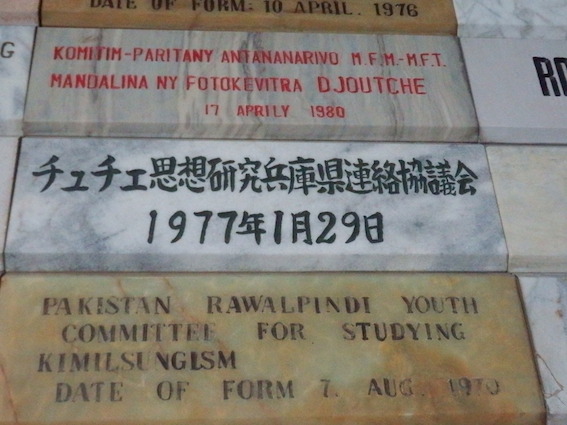 DATE OF FORM: 10 APRIL. 1976
G
KOMITIM-PARITANY ANTANANARIVO M.F.M.-M.F.T.
MANDALINA NY FOTOKEVITRA DJOUTCHE
17 APRILY 1980
RO
チュチェ思想研究兵庫県連絡協議会
1977年1月29日
PAKISTAN RAWALPINDI YOUTH
COMMITTEE FOR STUDYING
KIMILSUNGISM
DATE OF FORM 7. AUG. 1970